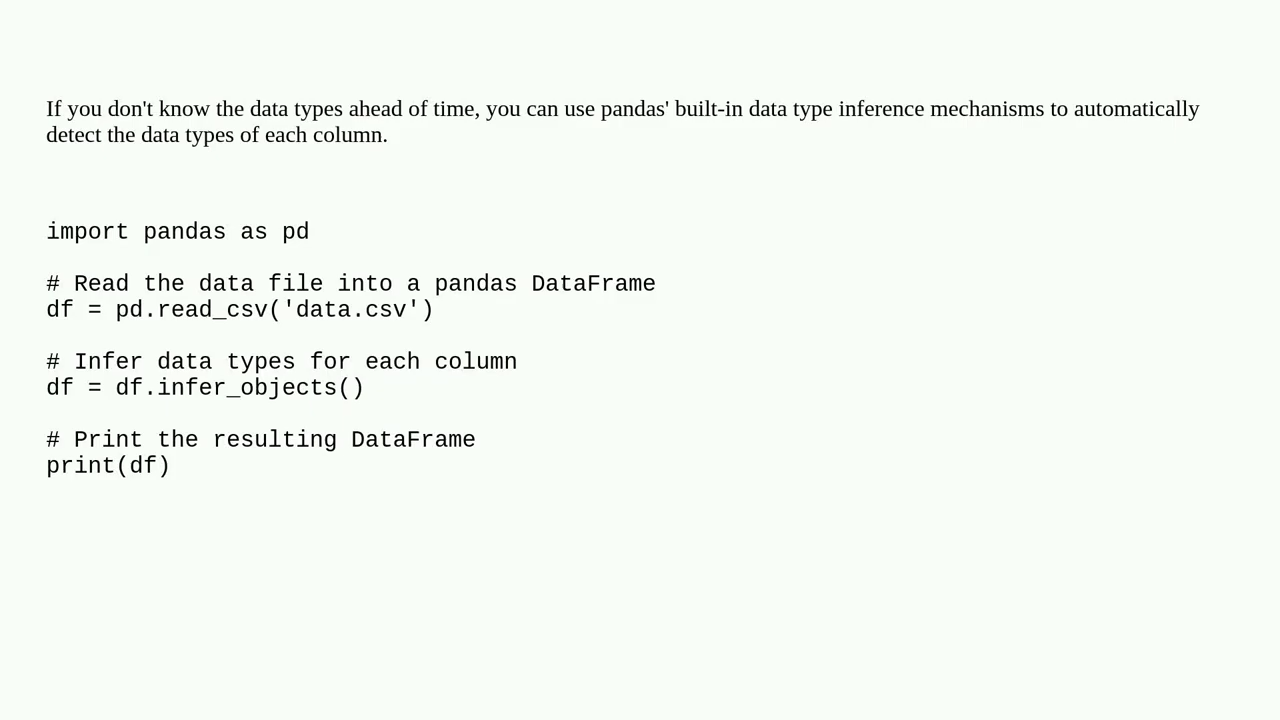 If you don't know the data types ahead of time, you can use pandas' built-in data type inference mechanisms to automatically
detect the data types of each column.
import pandas as pd
# Read the data file into a pandas DataFrame
df = pd.read_csv('data.csv')
# Infer data types for each column
df = df.infer_objects()
# Print the resulting DataFrame
print(df)